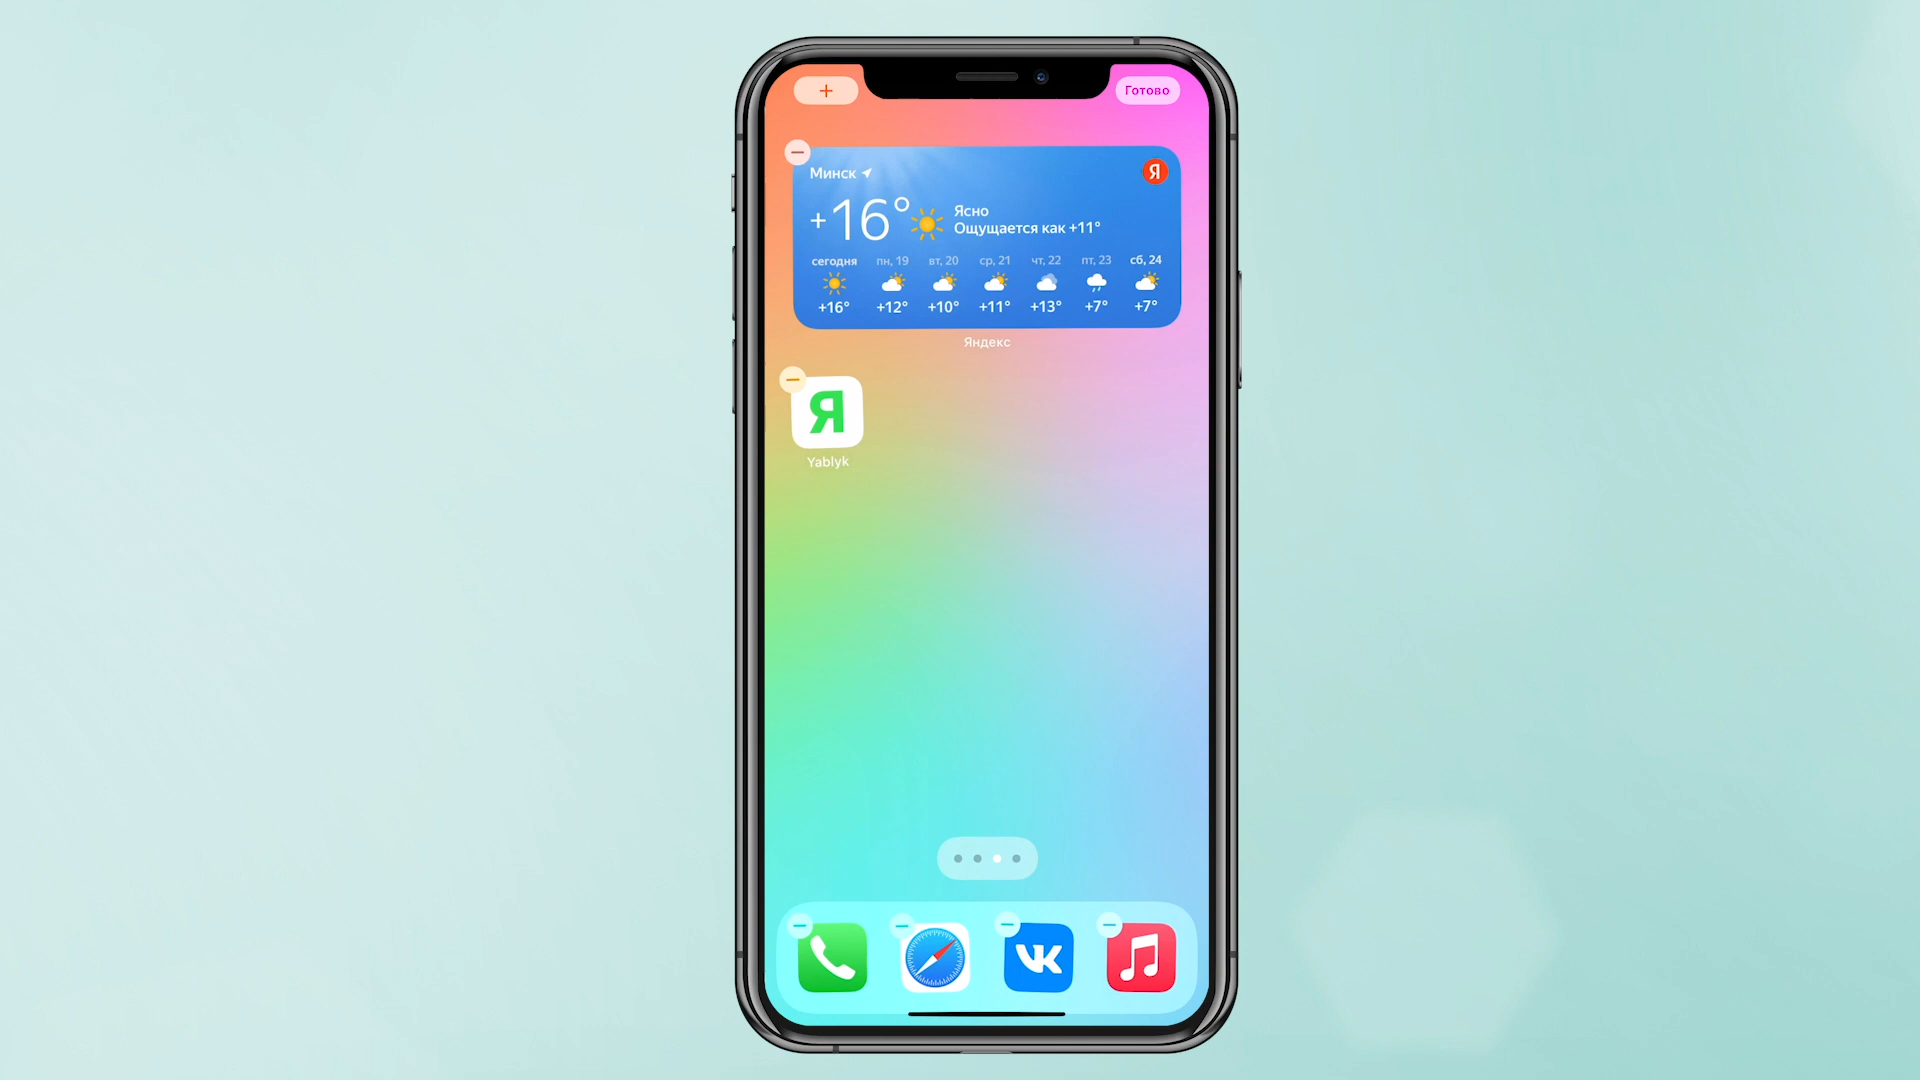 +
Готово
Минск
Я
+16°
Ясно
Ощущается как +11°
сегодня пн, 19 вт, 20 ср, 21 чт, 22 пт, 23 сб, 24
+16° +12° +10° +11° +13° +7° +7°
Яндекс
Я
Yablyk
VK